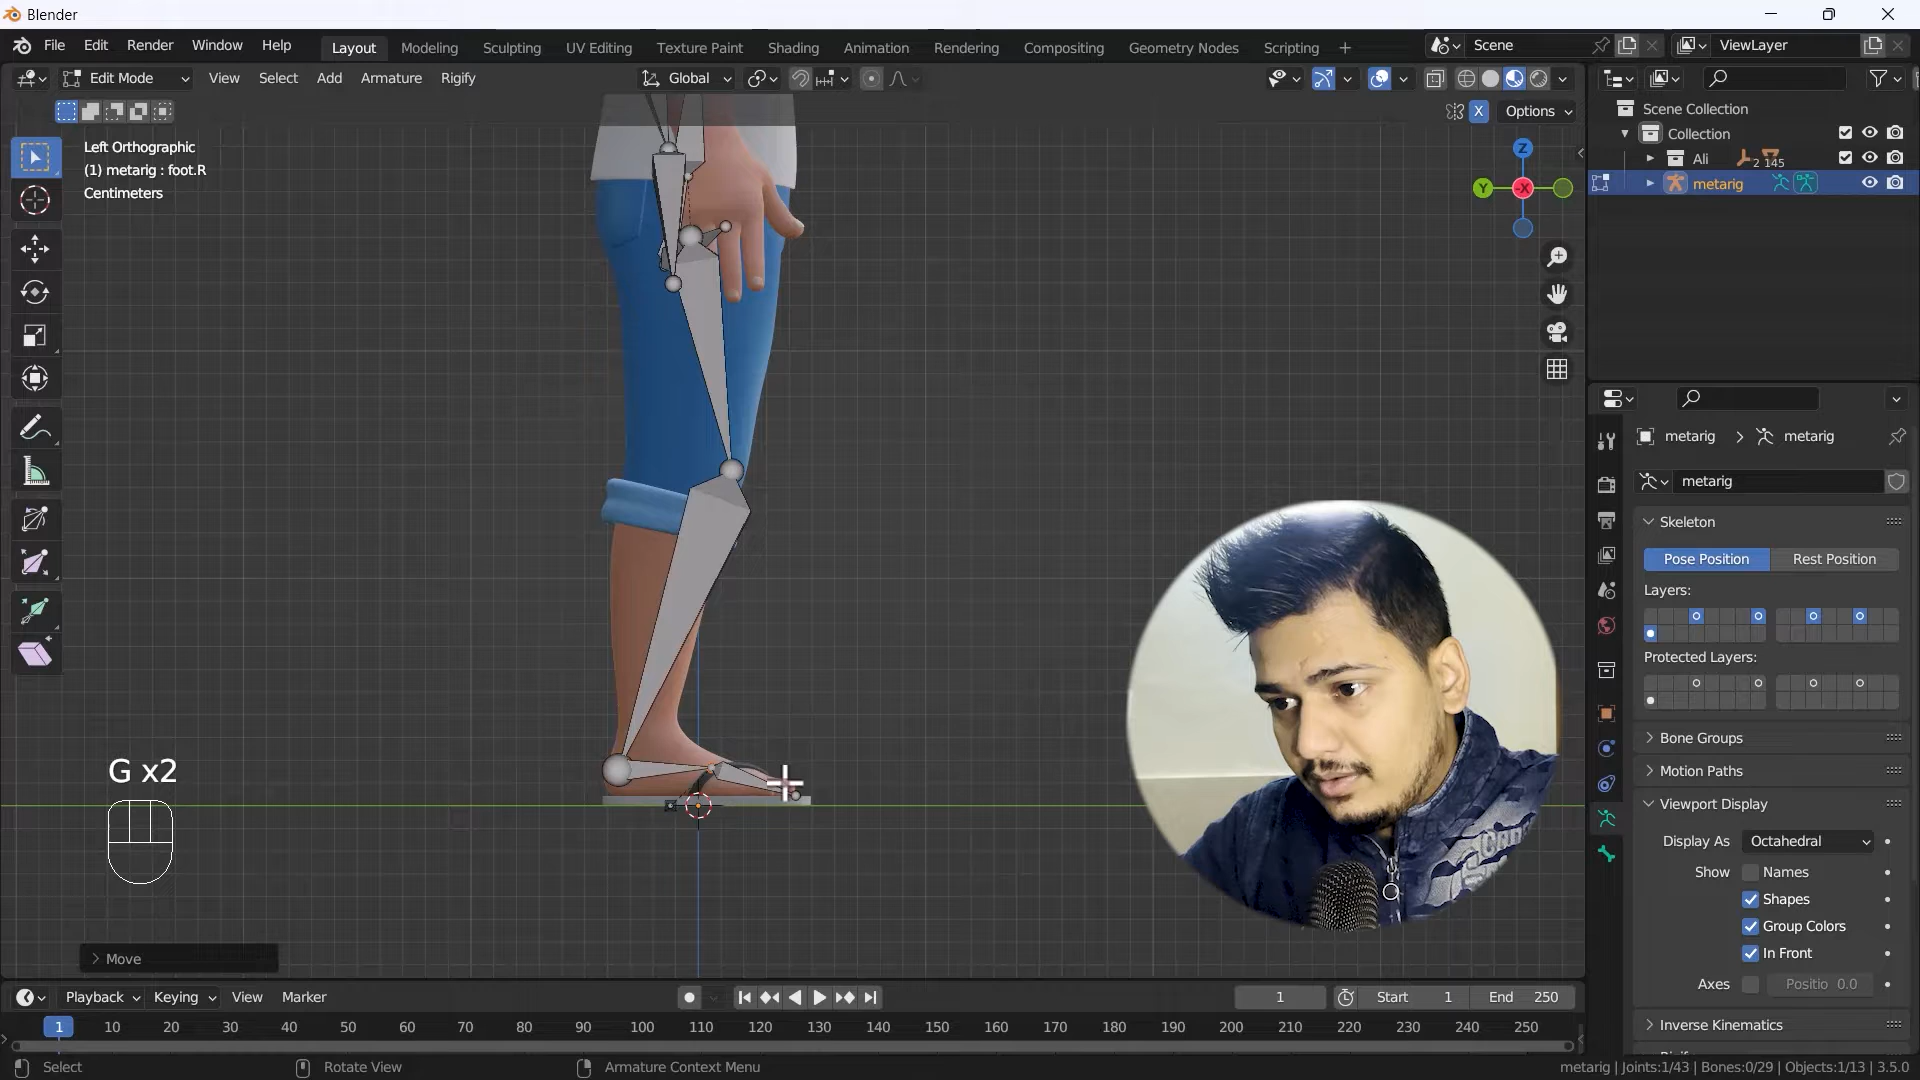 Blender
File Edit Render Window Help Layout Modeling Sculpting UV Editing Texture Paint Shading Animation Rendering Compositing Geometry Nodes Scripting + Scene ViewLayer
Edit Mode View Select Add Armature Rigify Global
X Options
Left Orthographic
(1) metarig : foot.R
Centimeters
Z
Y -X
Scene Collection
Collection
Ali 2 145
metarig
metarig > metarig
metarig
Skeleton
Pose Position Rest Position
Layers:
Protected Layers:
Bone Groups
Motion Paths
Viewport Display
Display As Octahedral
Show Names
Shapes
Group Colors
In Front
Axes Positio 0.0
Inverse Kinematics
G x2
> Move
Playback Keying View Marker 1 Start 1 End 250
1 10 20 30 40 50 60 70 80 90 100 110 120 130 140 150 160 170 180 190 200 210 220 230 240 250
Select Rotate View Armature Context Menu metarig | Joints:1/43 | Bones:0/29 | Objects:1/13 | 3.5.0